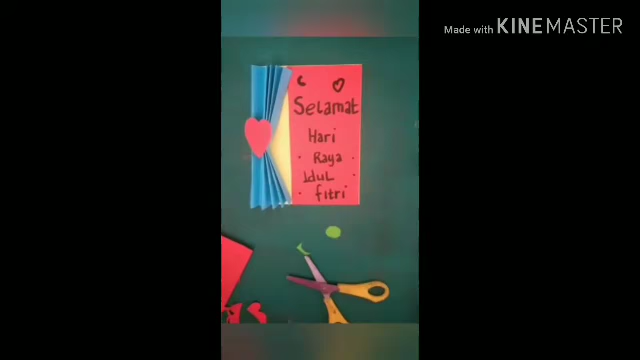 Made with KINEMASTER
Selamat
Hari
Raya
Idul
fitri